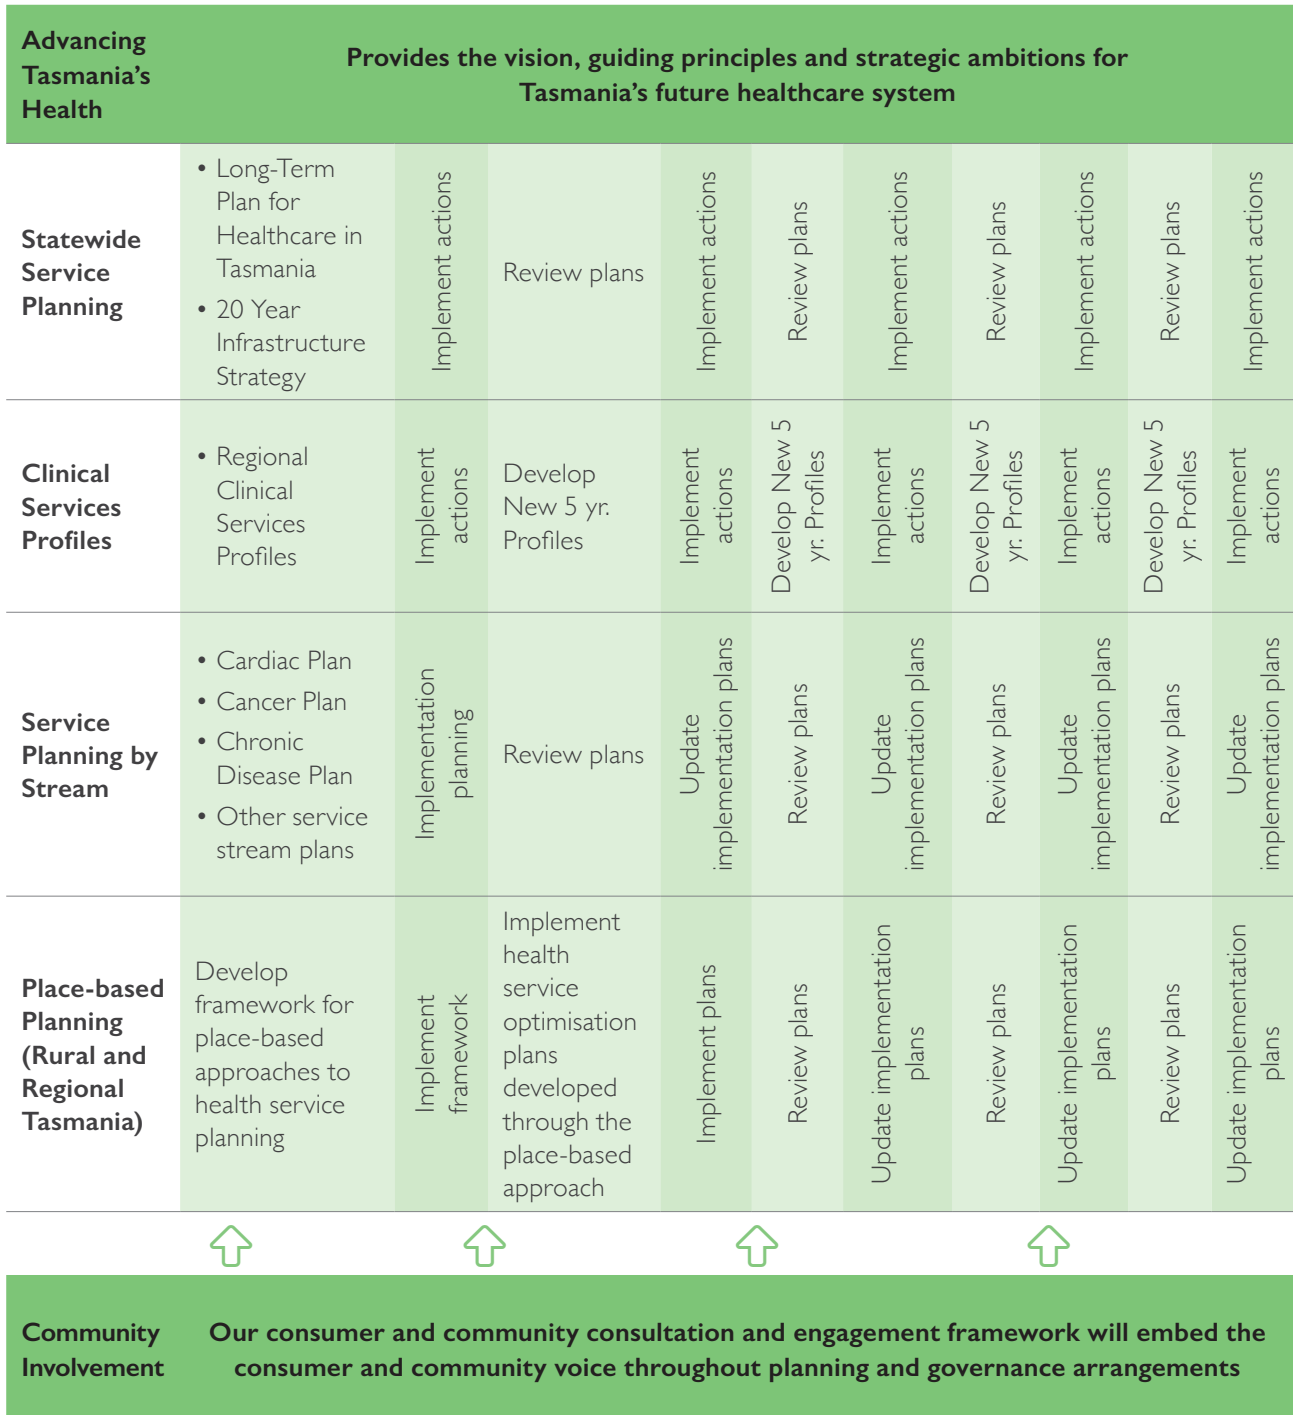 Advancing
Tasmania's
Health
Provides the vision, guiding principles and strategic ambitions for
Tasmania's future healthcare system
Statewide
Service
Planning
• Long-Term
Plan for
Healthcare in
Tasmania
• 20 Year
Infrastructure
Strategy
Implement actions
Review plans
Implement actions
Review plans
Implement actions
Review plans
Implement actions
Review plans
Implement actions
Clinical
Services
Profiles
• Regional
Clinical
Services
Profiles
Implement
actions
Develop
New 5 yr.
Profiles
Implement
actions
Develop New 5
yr. Profiles
Implement
actions
Develop New 5
yr. Profiles
Implement
actions
Develop New 5
yr. Profiles
Implement
actions
Service
Planning by
Stream
• Cardiac Plan
• Cancer Plan
• Chronic
Disease Plan
• Other service
stream plans
Implementation
planning
Review plans
Update
implementation plans
Review plans
Update
implementation plans
Review plans
Update
implementation plans
Review plans
Update
implementation plans
Place-based
Planning
(Rural and
Regional
Tasmania)
Develop
framework for
place-based
approaches to
health service
planning
Implement
framework
Implement
health
service
optimisation
plans
developed
through the
place-based
approach
Implement plans
Review plans
Update implementation
plans
Review plans
Update implementation
plans
Review plans
Update implementation
plans
Community
Involvement
Our consumer and community consultation and engagement framework will embed the
consumer and community voice throughout planning and governance arrangements